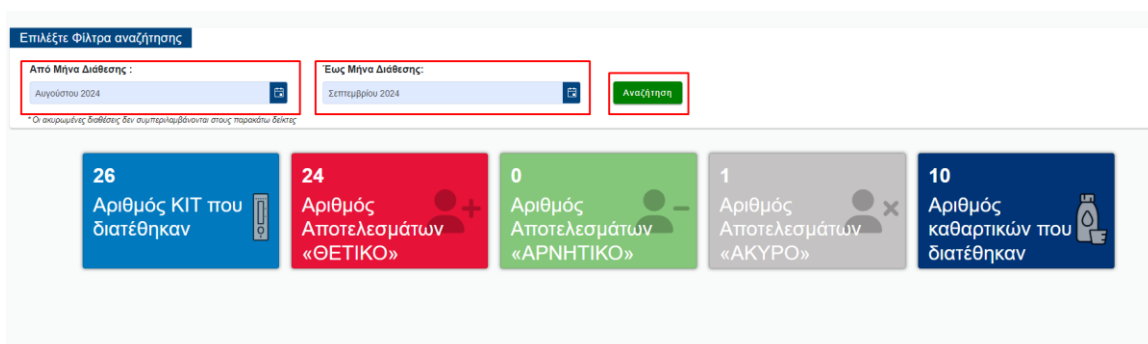 Επιλέξτε Φίλτρα αναζήτησης
Από Μήνα Διάθεσης :
Έως Μήνα Διάθεσης:
Αυγούστου 2024
Σεπτεμβρίου 2024
Αναζήτηση
* Οι ακυρωμένες διαθέσεις δεν συμπεριλαμβάνονται στους παρακάτω δείκτες
26
Αριθμός ΚΙΤ που
διατέθηκαν
24
Αριθμός
Αποτελεσμάτων
«ΘΕΤΙΚΟ»
0
Αριθμός
Αποτελεσμάτων
«ΑΡΝΗΤΙΚΟ»
1
Αριθμός
Αποτελεσμάτων
«ΑΚΥΡΟ»
10
Αριθμός
καθαρτικών που
διατέθηκαν